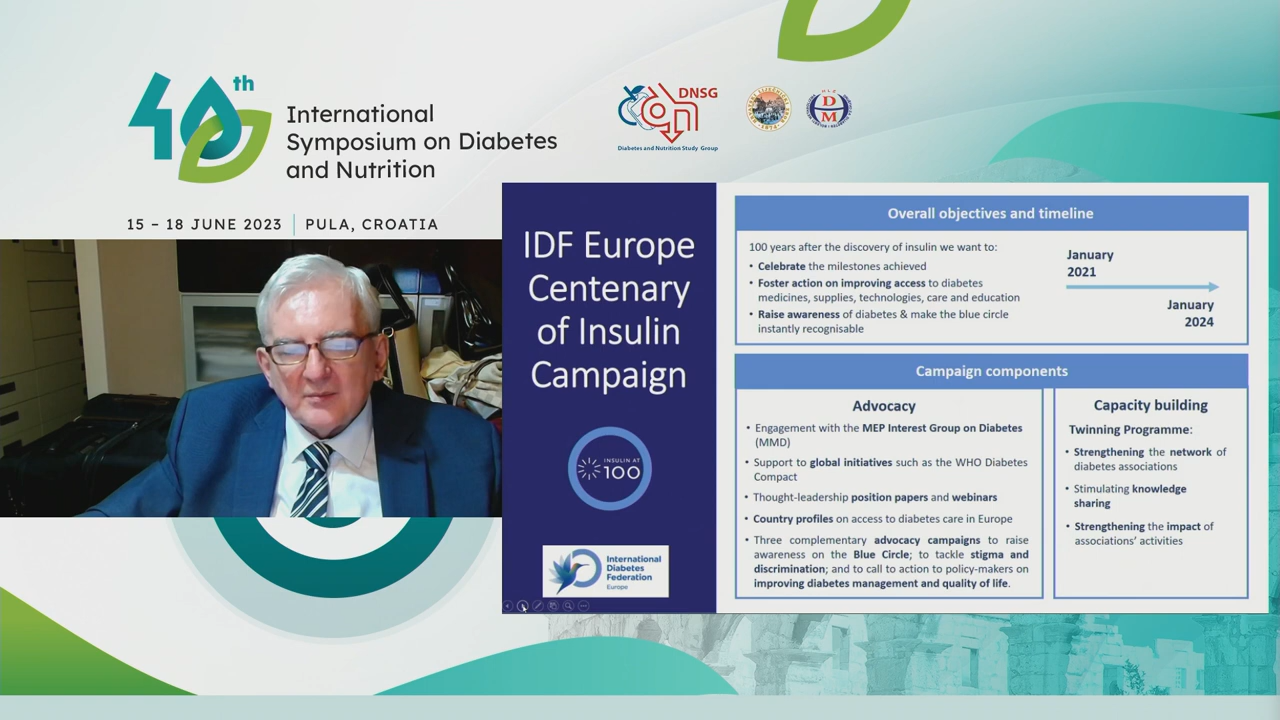 40th
International
Symposium on Diabetes
and Nutrition
15 – 18 JUNE 2023 | PULA, CROATIA
DNSG
Diabetes and Nutrition Study Group
IDF Europe
Centenary
of Insulin
Campaign
INSULIN AT
100
International
Diabetes
Federation
Europe
Overall objectives and timeline
100 years after the discovery of insulin we want to:
• Celebrate the milestones achieved
• Foster action on improving access to diabetes
medicines, supplies, technologies, care and education
• Raise awareness of diabetes & make the blue circle
instantly recognisable
January
2021
January
2024
Campaign components
Advocacy
• Engagement with the MEP Interest Group on Diabetes
(MMD)
• Support to global initiatives such as the WHO Diabetes
Compact
• Thought-leadership position papers and webinars
• Country profiles on access to diabetes care in Europe
• Three complementary advocacy campaigns to raise
awareness on the Blue Circle; to tackle stigma and
discrimination; and to call to action to policy-makers on
improving diabetes management and quality of life.
Capacity building
Twinning Programme:
• Strengthening the network of
diabetes associations
• Stimulating knowledge
sharing
• Strengthening the impact of
associations' activities